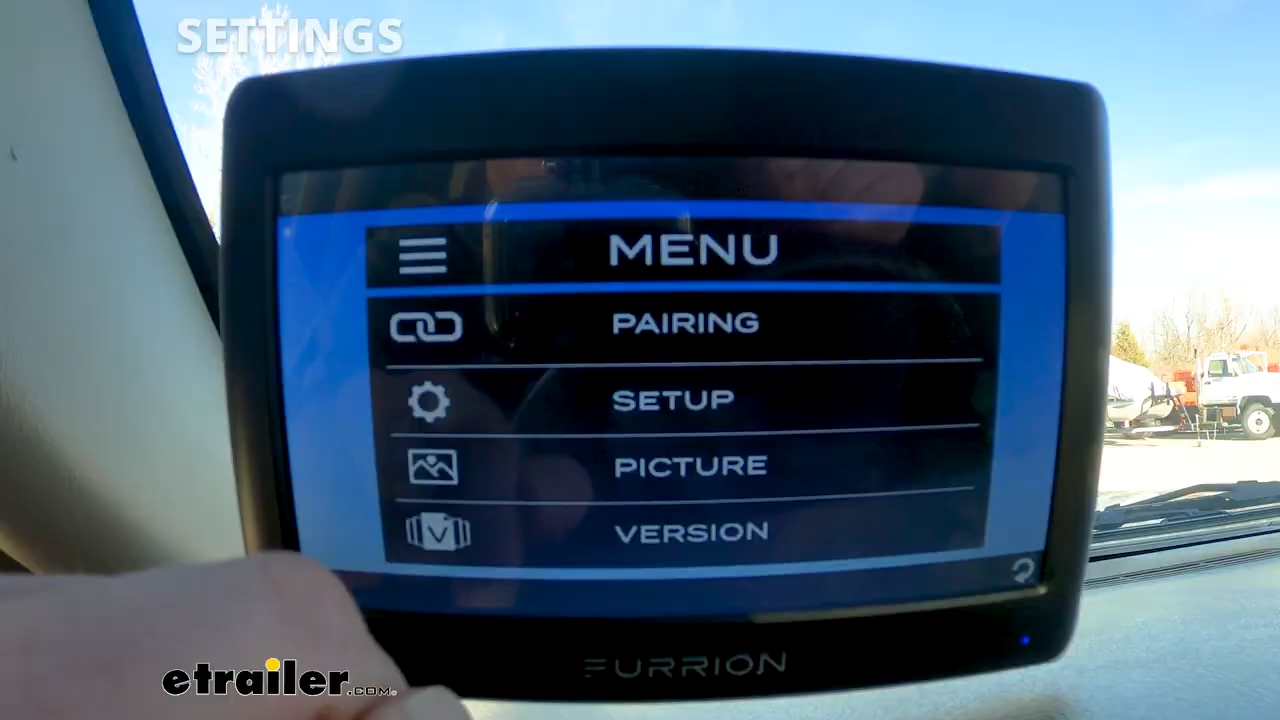 SETTINGS
MENU
PAIRING
SETUP
PICTURE
V VERSION
FURRION
etrailer.com